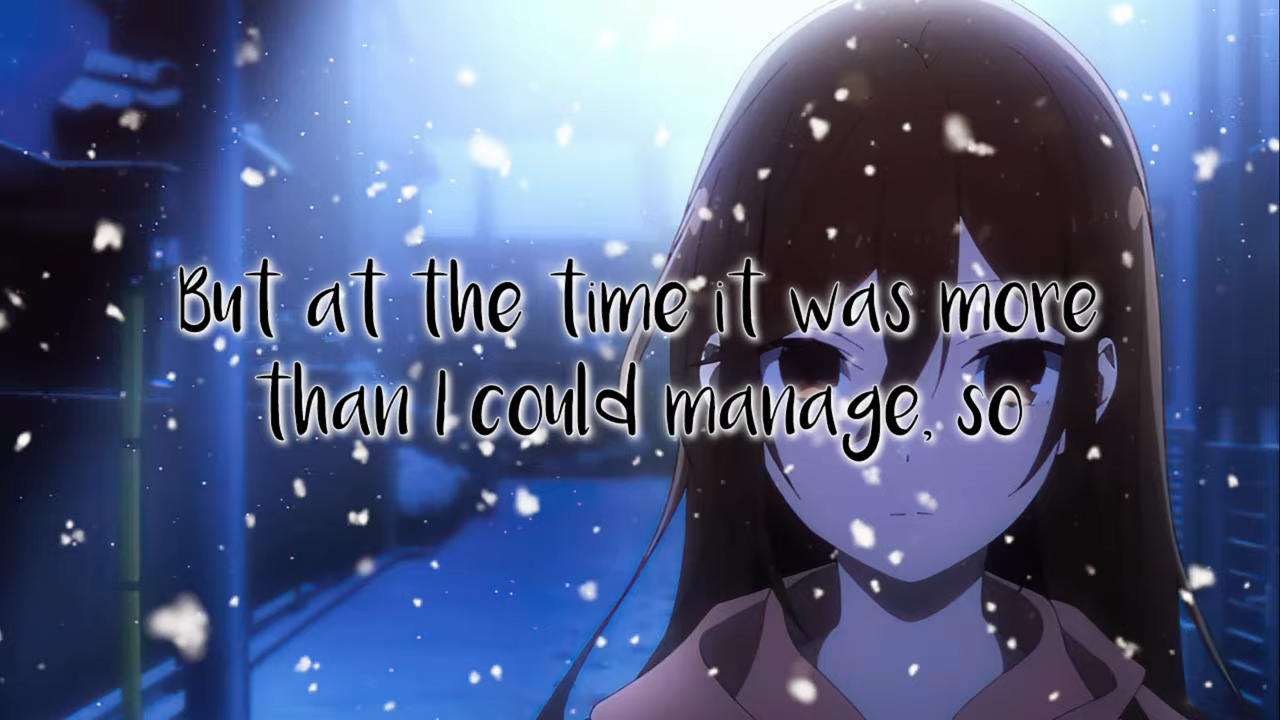 But at the time it was more
than I could manage, so